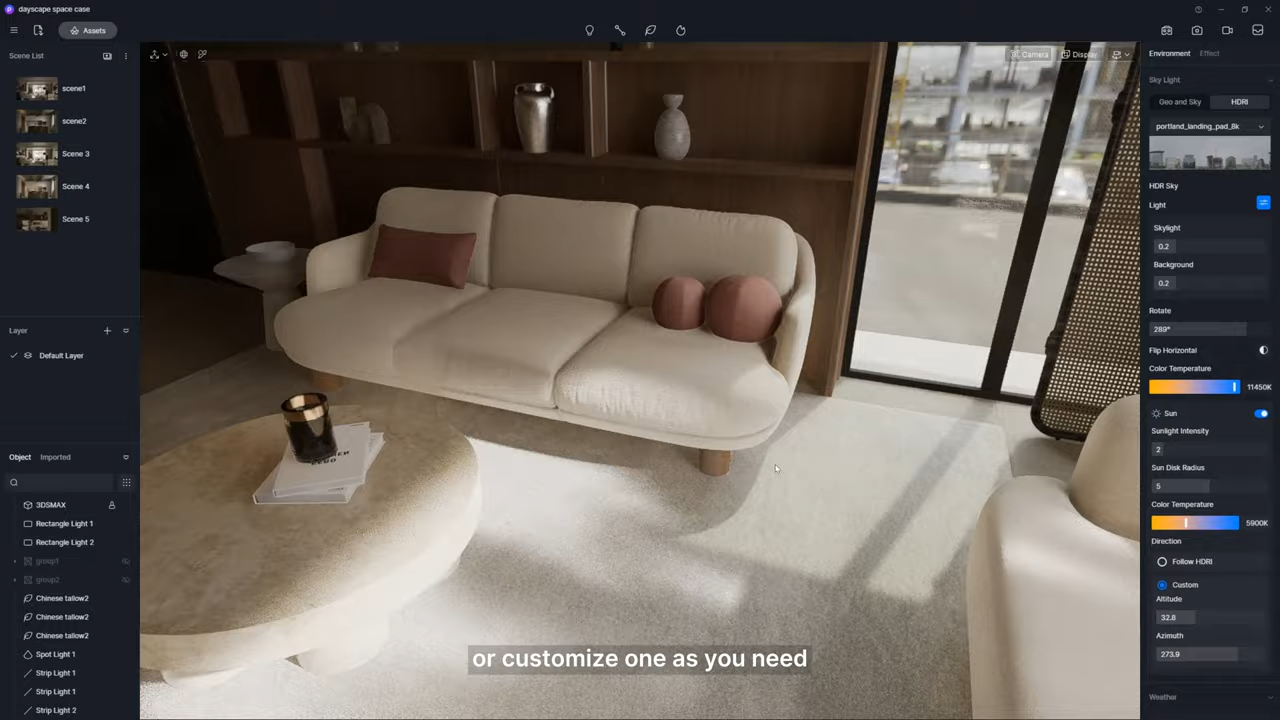 dayscape space case
Assets
Scene List
scene1
scene2
Scene 3
Scene 4
Scene 5
Layer
Default Layer
Object
Imported
3DSMAX
Rectangle Light 1
Rectangle Light 2
group1
group2
Chinese tallow2
Chinese tallow2
Chinese tallow2
Spot Light 1
Strip Light 1
Strip Light 1
Strip Light 2
Camera
Display
or customize one as you need
Environment
Effect
Sky Light
Geo and Sky
HDRI
portland_landing_pad_8k
HDR Sky
Light
Skylight
0.2
Background
0.2
Rotate
289°
Flip Horizontal
Color Temperature
11450K
Sun
Sunlight Intensity
2
Sun Disk Radius
5
Color Temperature
5900K
Direction
Follow HDRI
Custom
Altitude
32.8
Azimuth
273.9
Weather